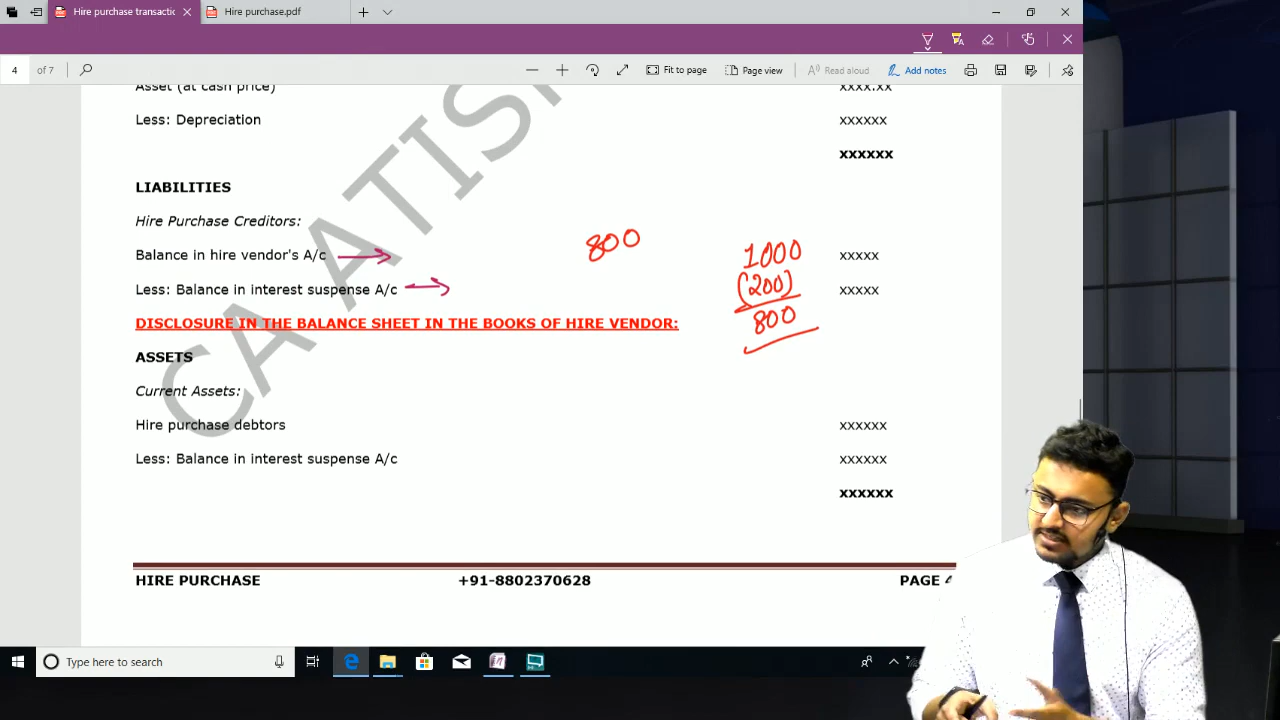 Hire purchase transactic
Hire purchase.pdf
4 of 7
Fit to page
Page view
Read aloud
Add notes
Asset (at cash price) xxxx.xx
Less: Depreciation xxxxxx
xxxxxx
LIABILITIES
Hire Purchase Creditors:
800
Balance in hire vendor's A/c 1000 xxxxx
Less: Balance in interest suspense A/c (200) xxxxx
800
DISCLOSURE IN THE BALANCE SHEET IN THE BOOKS OF HIRE VENDOR:
ASSETS
Current Assets:
Hire purchase debtors xxxxxx
Less: Balance in interest suspense A/c xxxxxx
xxxxxx
CA ATIS
HIRE PURCHASE +91-8802370628 PAGE 4
Type here to search